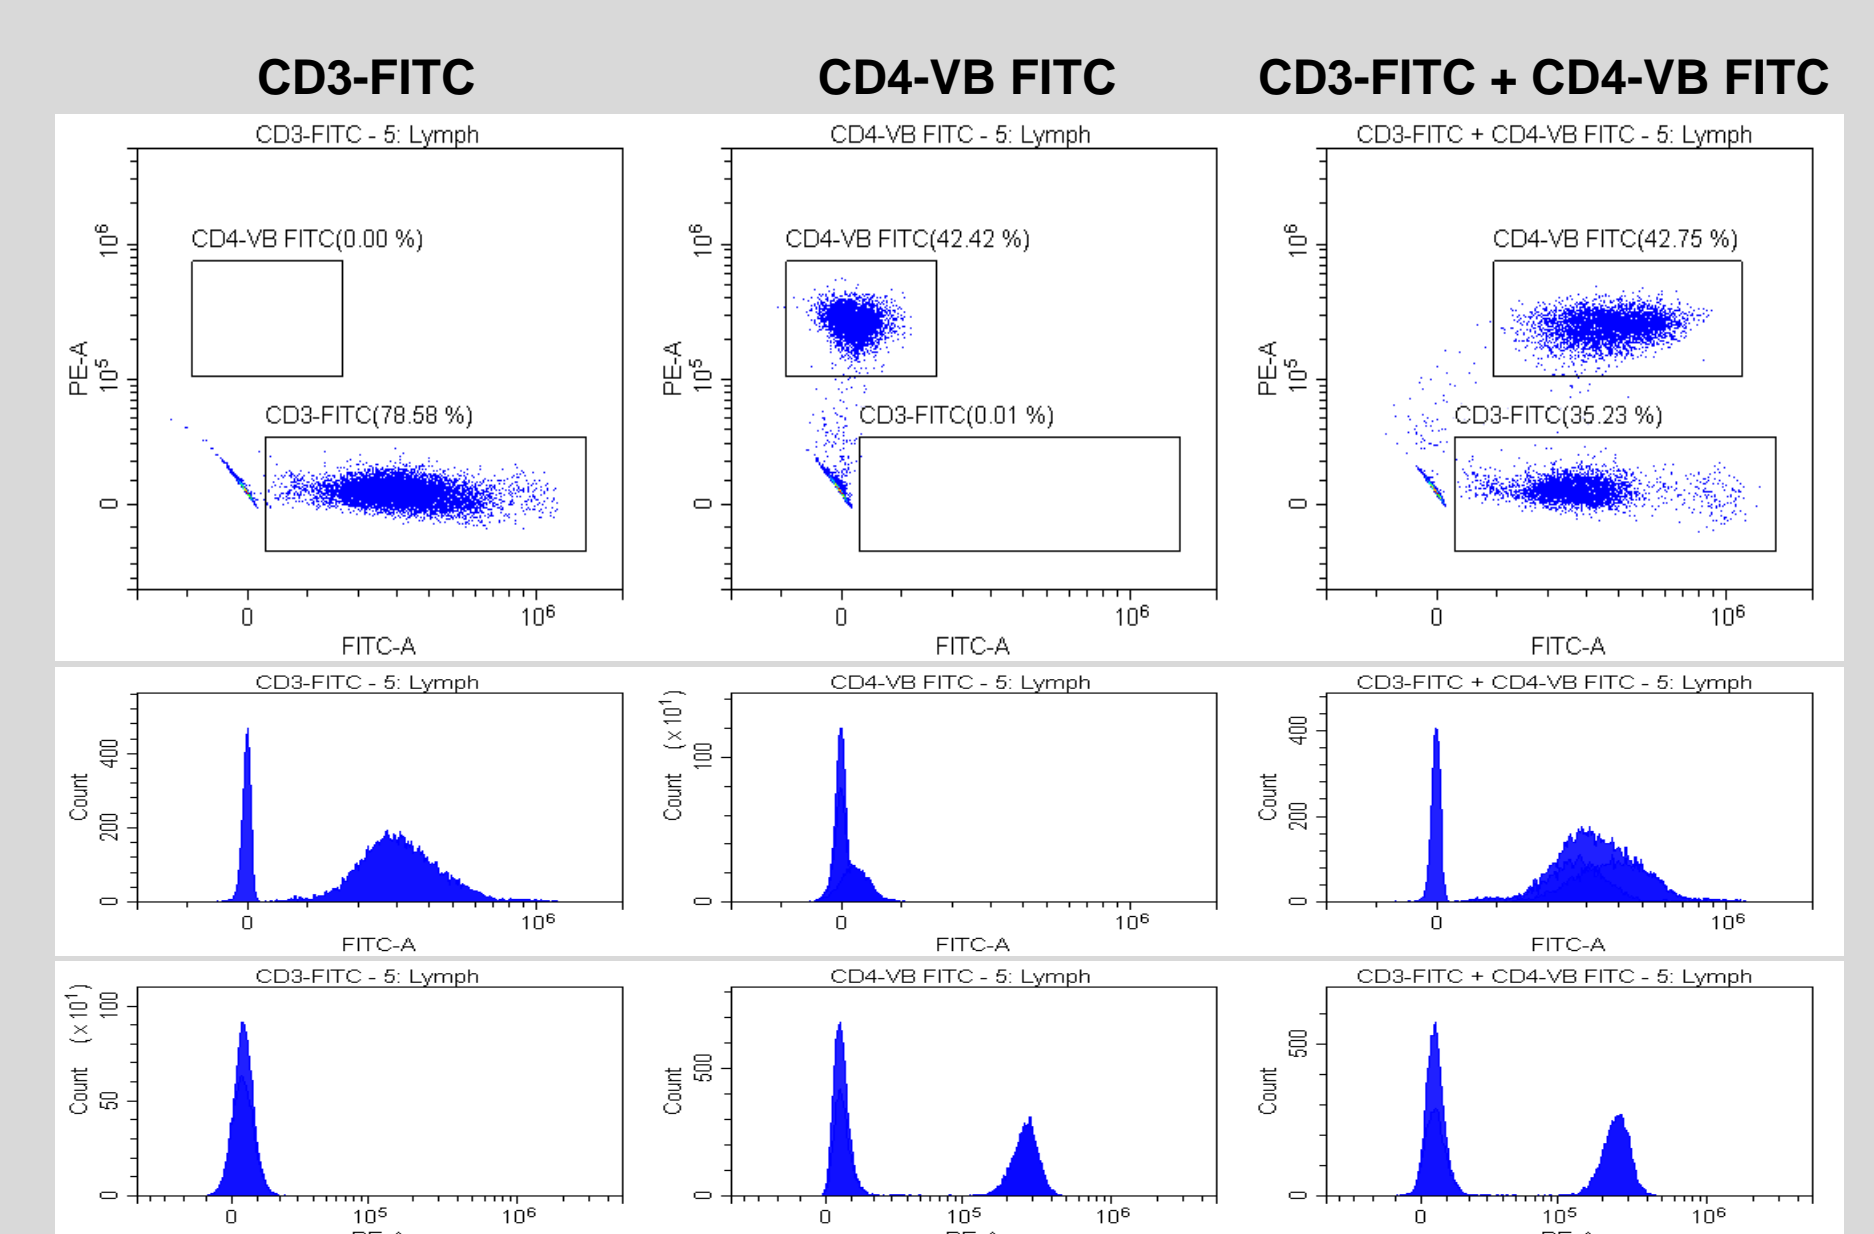 CD3-FITC
CD4-VB FITC
CD3-FITC + CD4-VB FITC
CD3-FITC - 5: Lymph
CD4-VB FITC(0.00 %)
CD3-FITC(78.58 %)
PE-A
10⁶
10⁵
0
0
10⁶
FITC-A
CD4-VB FITC - 5: Lymph
CD4-VB FITC(42.42 %)
CD3-FITC(0.01 %)
PE-A
10⁶
10⁵
0
0
10⁶
FITC-A
CD3-FITC + CD4-VB FITC - 5: Lymph
CD4-VB FITC(42.75 %)
CD3-FITC(35.23 %)
PE-A
10⁶
10⁵
0
0
10⁶
FITC-A
CD3-FITC - 5: Lymph
Count
400
200
0
0
10⁶
FITC-A
CD4-VB FITC - 5: Lymph
Count (x 10¹)
100
0
0
10⁶
FITC-A
CD3-FITC + CD4-VB FITC - 5: Lymph
Count
400
200
0
0
10⁶
FITC-A
CD3-FITC - 5: Lymph
Count (x 10¹)
100
50
0
0
10⁵
10⁶
CD4-VB FITC - 5: Lymph
Count
500
0
0
10⁵
10⁶
CD3-FITC + CD4-VB FITC - 5: Lymph
Count
500
0
0
10⁵
10⁶